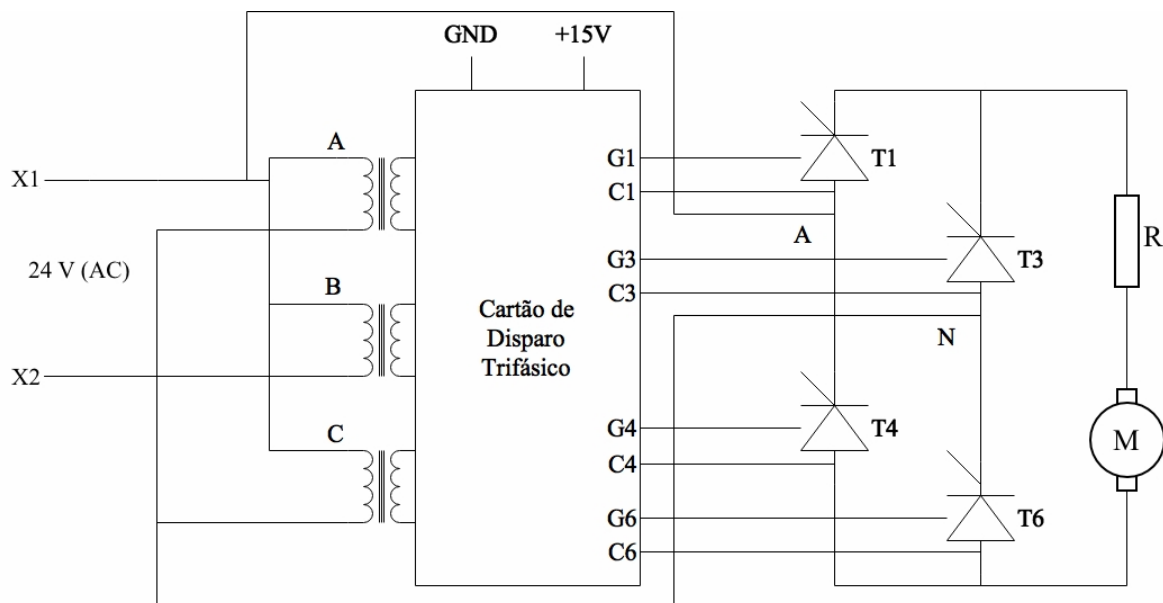 GND
+15V
A
X1
G1
T1
C1
A
24 V (AC)
G3
T3
R
B
C3
Cartão de
Disparo
Trifásico
N
X2
C
G4
T4
M
C4
G6
T6
C6